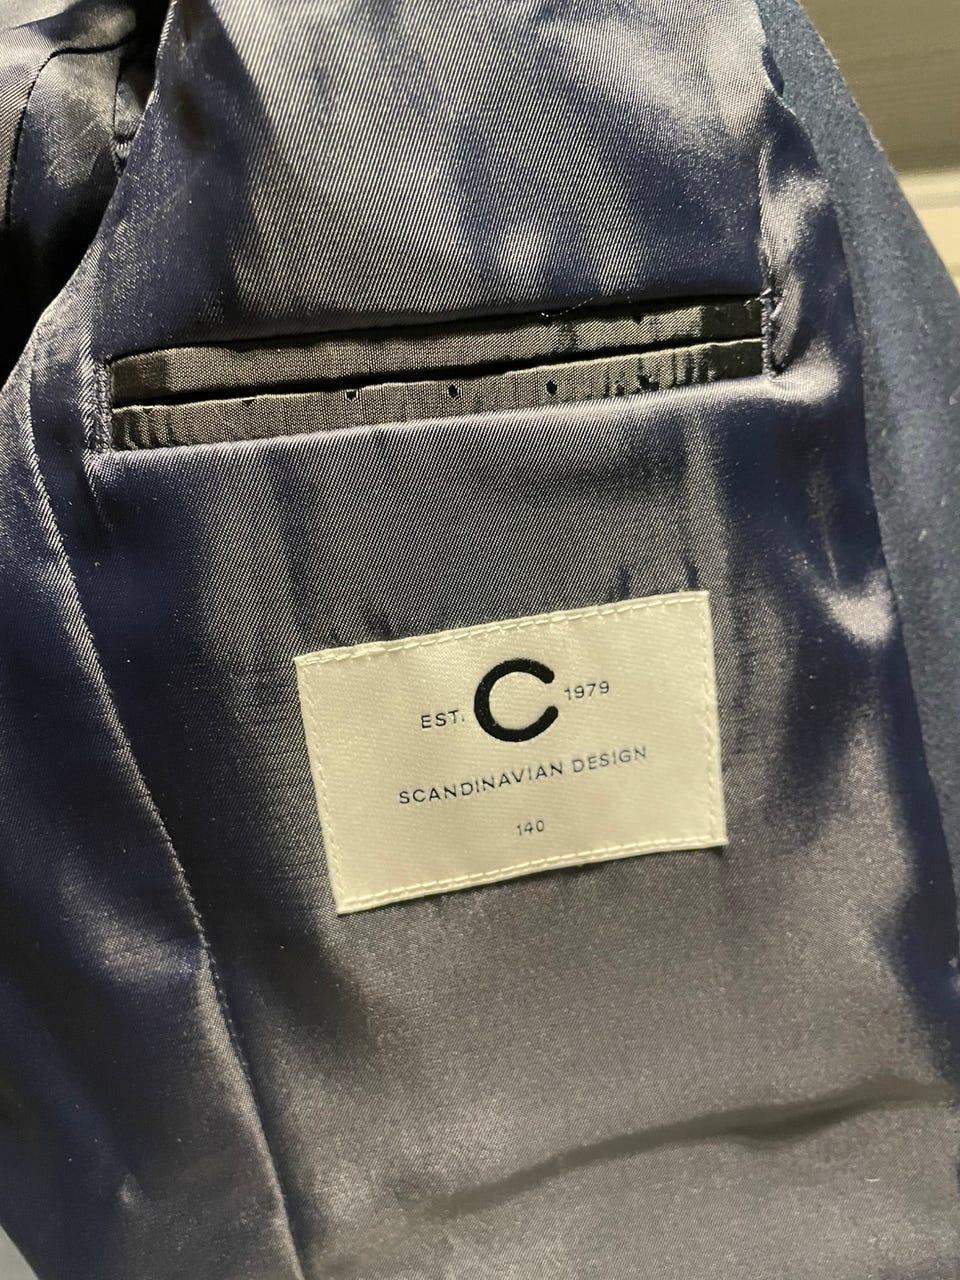 EST. C 1979
SCANDINAVIAN DESIGN
140